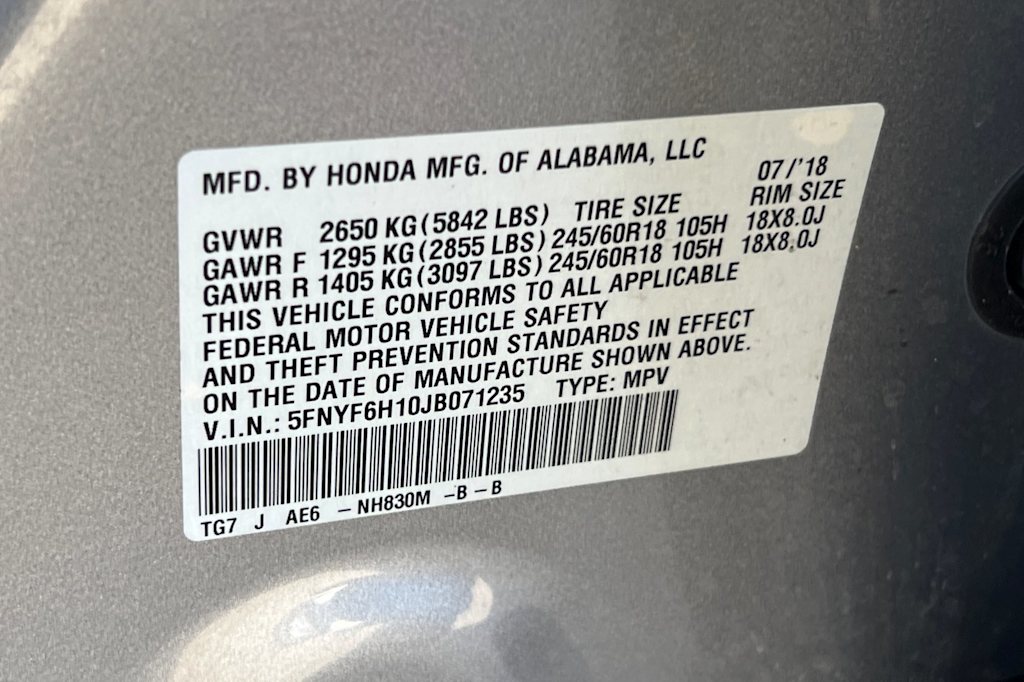 MFD. BY HONDA MFG. OF ALABAMA, LLC 07/'18
GVWR 2650 KG (5842 LBS) TIRE SIZE RIM SIZE
GAWR F 1295 KG (2855 LBS) 245/60R18 105H 18X8.0J
GAWR R 1405 KG (3097 LBS) 245/60R18 105H 18X8.0J
THIS VEHICLE CONFORMS TO ALL APPLICABLE
FEDERAL MOTOR VEHICLE SAFETY
AND THEFT PREVENTION STANDARDS IN EFFECT
ON THE DATE OF MANUFACTURE SHOWN ABOVE.
V.I.N.: 5FNYF6H10JB071235 TYPE: MPV
TG7 J AE6 – NH830M –B–B